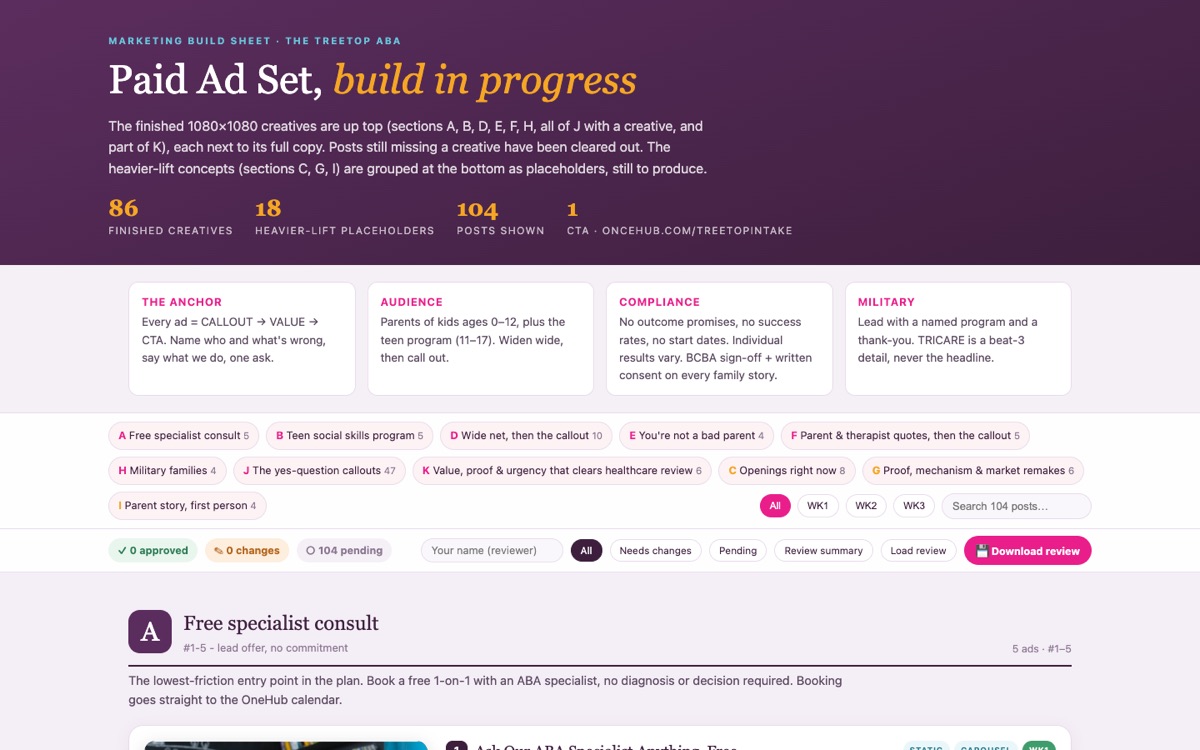 MARKETING BUILD SHEET · THE TREETOP ABA
Paid Ad Set, build in progress
The finished 1080×1080 creatives are up top (sections A, B, D, E, F, H, all of J with a creative, and
part of K), each next to its full copy. Posts still missing a creative have been cleared out. The
heavier-lift concepts (sections C, G, I) are grouped at the bottom as placeholders, still to produce.
86
FINISHED CREATIVES
18
HEAVIER-LIFT PLACEHOLDERS
104
POSTS SHOWN
1
CTA · ONCEHUB.COM/TREETOPINTAKE
THE ANCHOR
Every ad = CALLOUT → VALUE →
CTA. Name who and what's wrong,
say what we do, one ask.
AUDIENCE
Parents of kids ages 0–12, plus the
teen program (11–17). Widen wide,
then call out.
COMPLIANCE
No outcome promises, no success
rates, no start dates. Individual
results vary. BCBA sign-off + written
consent on every family story.
MILITARY
Lead with a named program and a
thank-you. TRICARE is a beat-3
detail, never the headline.
A Free specialist consult 5
B Teen social skills program 5
D Wide net, then the callout 10
E You're not a bad parent 4
F Parent & therapist quotes, then the callout 5
H Military families 4
J The yes-question callouts 47
K Value, proof & urgency that clears healthcare review 6
C Openings right now 8
G Proof, mechanism & market remakes 6
I Parent story, first person 4
All
WK1
WK2
WK3
Search 104 posts...
✓ 0 approved
✎ 0 changes
○ 104 pending
Your name (reviewer)
All
Needs changes
Pending
Review summary
Load review
💾 Download review
A
Free specialist consult
#1-5 - lead offer, no commitment
5 ads · #1–5
The lowest-friction entry point in the plan. Book a free 1-on-1 with an ABA specialist, no diagnosis or decision required. Booking
goes straight to the OneHub calendar.
1
Ask Our ABA Specialist Anything, Free
STATIC
CAROUSEL
WK1